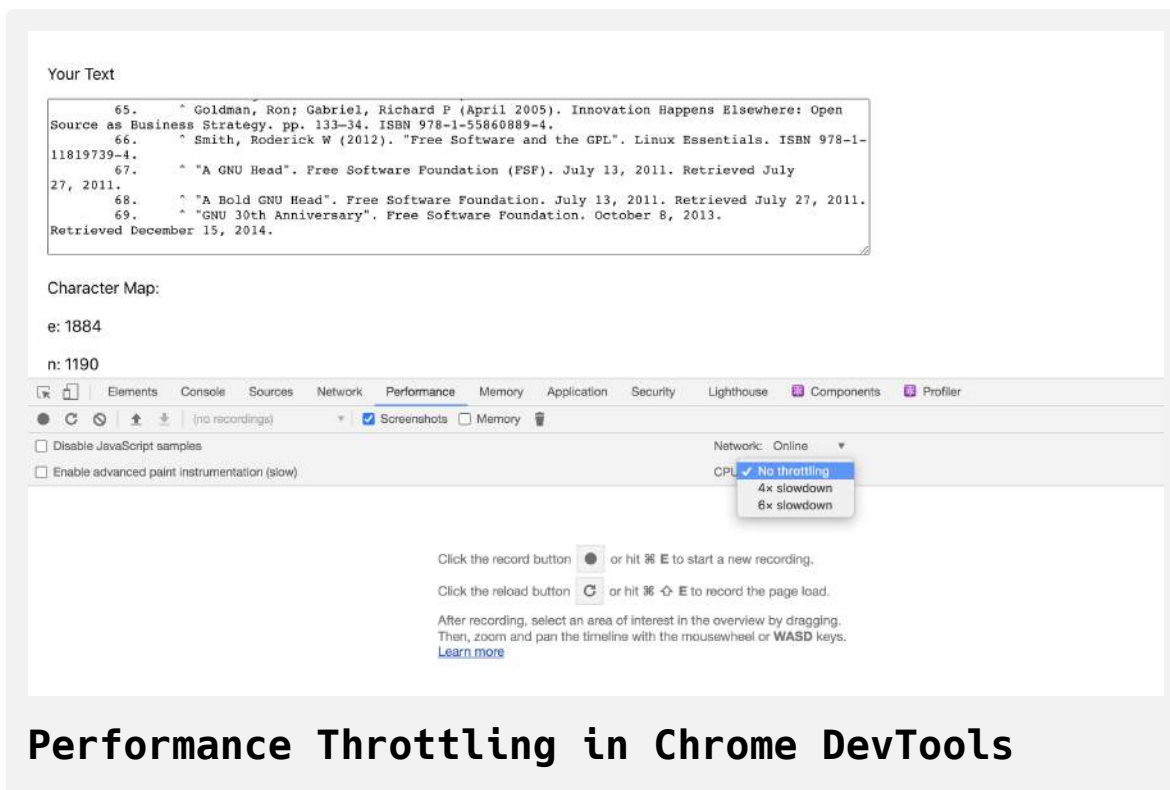 Your Text
65. ^ Goldman, Ron; Gabriel, Richard P (April 2005). Innovation Happens Elsewhere: Open
Source as Business Strategy. pp. 133–34. ISBN 978-1-55860889-4.
66. ^ Smith, Roderick W (2012). "Free Software and the GPL". Linux Essentials. ISBN 978-1-
11819739-4.
67. ^ "A GNU Head". Free Software Foundation (FSF). July 13, 2011. Retrieved July
27, 2011.
68. ^ "A Bold GNU Head". Free Software Foundation. July 13, 2011. Retrieved July 27, 2011.
69. ^ "GNU 30th Anniversary". Free Software Foundation. October 8, 2013.
Retrieved December 15, 2014.
Character Map:
e: 1884
n: 1190
Elements Console Sources Network Performance Memory Application Security Lighthouse Components Profiler
(no recordings) Screenshots Memory
Disable JavaScript samples Network: Online
Enable advanced paint instrumentation (slow) CPU ✓ No throttling
4× slowdown
6× slowdown
Click the record button or hit ⌘ E to start a new recording.
Click the reload button or hit ⌘ ⇧ E to record the page load.
After recording, select an area of interest in the overview by dragging.
Then, zoom and pan the timeline with the mousewheel or WASD keys.
Learn more
Performance Throttling in Chrome DevTools